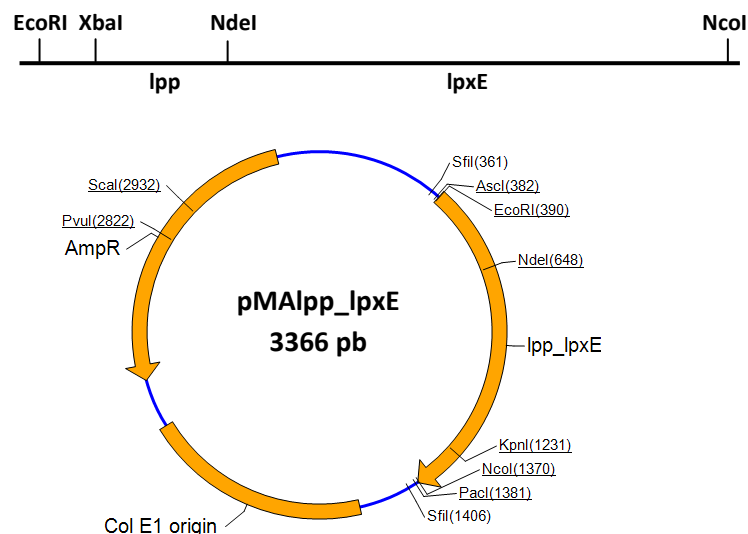 EcoRI XbaI NdeI NcoI
lpp lpxE
SfiI(361)
AscI(382)
EcoRI(390)
ScaI(2932)
PvuI(2822)
AmpR
NdeI(648)
pMAlpp_lpxE
3366 pb
lpp_lpxE
KpnI(1231)
NcoI(1370)
PacI(1381)
SfiI(1406)
Col E1 origin